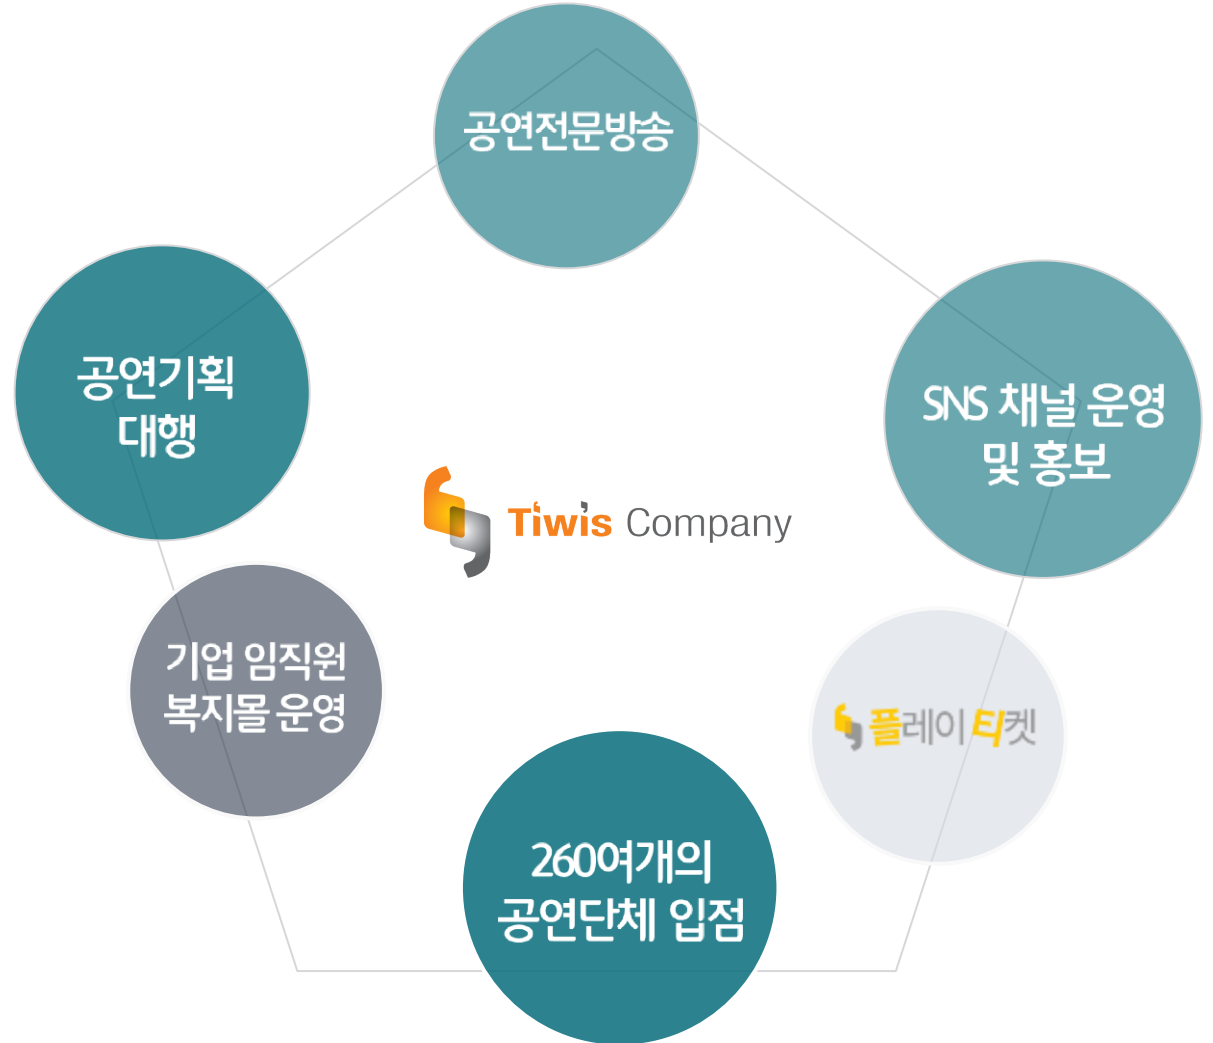 공연전문방송
공연기획
대행
SNS 채널 운영
및 홍보
Tiwis Company
기업 임직원
복지몰 운영
플레이 티켓
260여개의
공연단체 입점